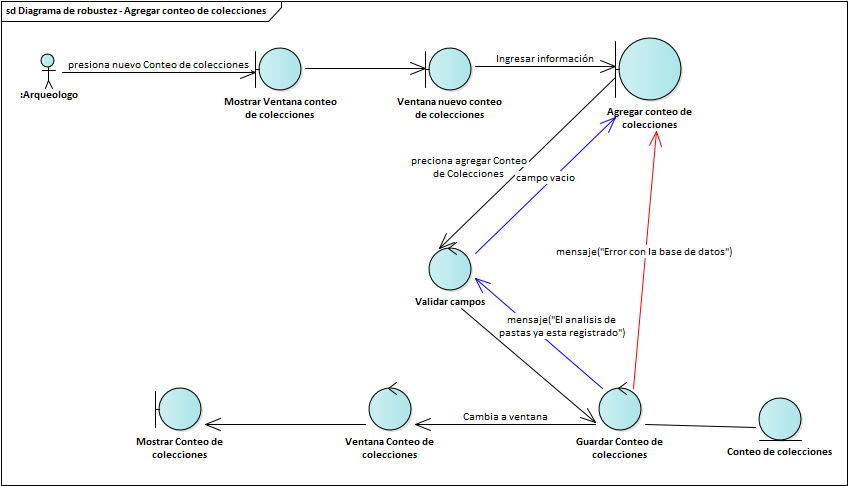 sd Diagrama de robustez - Agregar conteo de colecciones
presiona nuevo Conteo de colecciones
Ingresar información
:Arqueologo
Mostrar Ventana conteo
de colecciones
Ventana nuevo conteo
de colecciones
Agregar conteo de
colecciones
preciona agregar Conteo
de Colecciones
campo vacio
mensaje("Error con la base de datos")
Validar campos
mensaje("El analisis de
pastas ya esta registrado")
Cambia a ventana
Mostrar Conteo de
colecciones
Ventana Conteo de
colecciones
Guardar Conteo de
colecciones
Conteo de colecciones